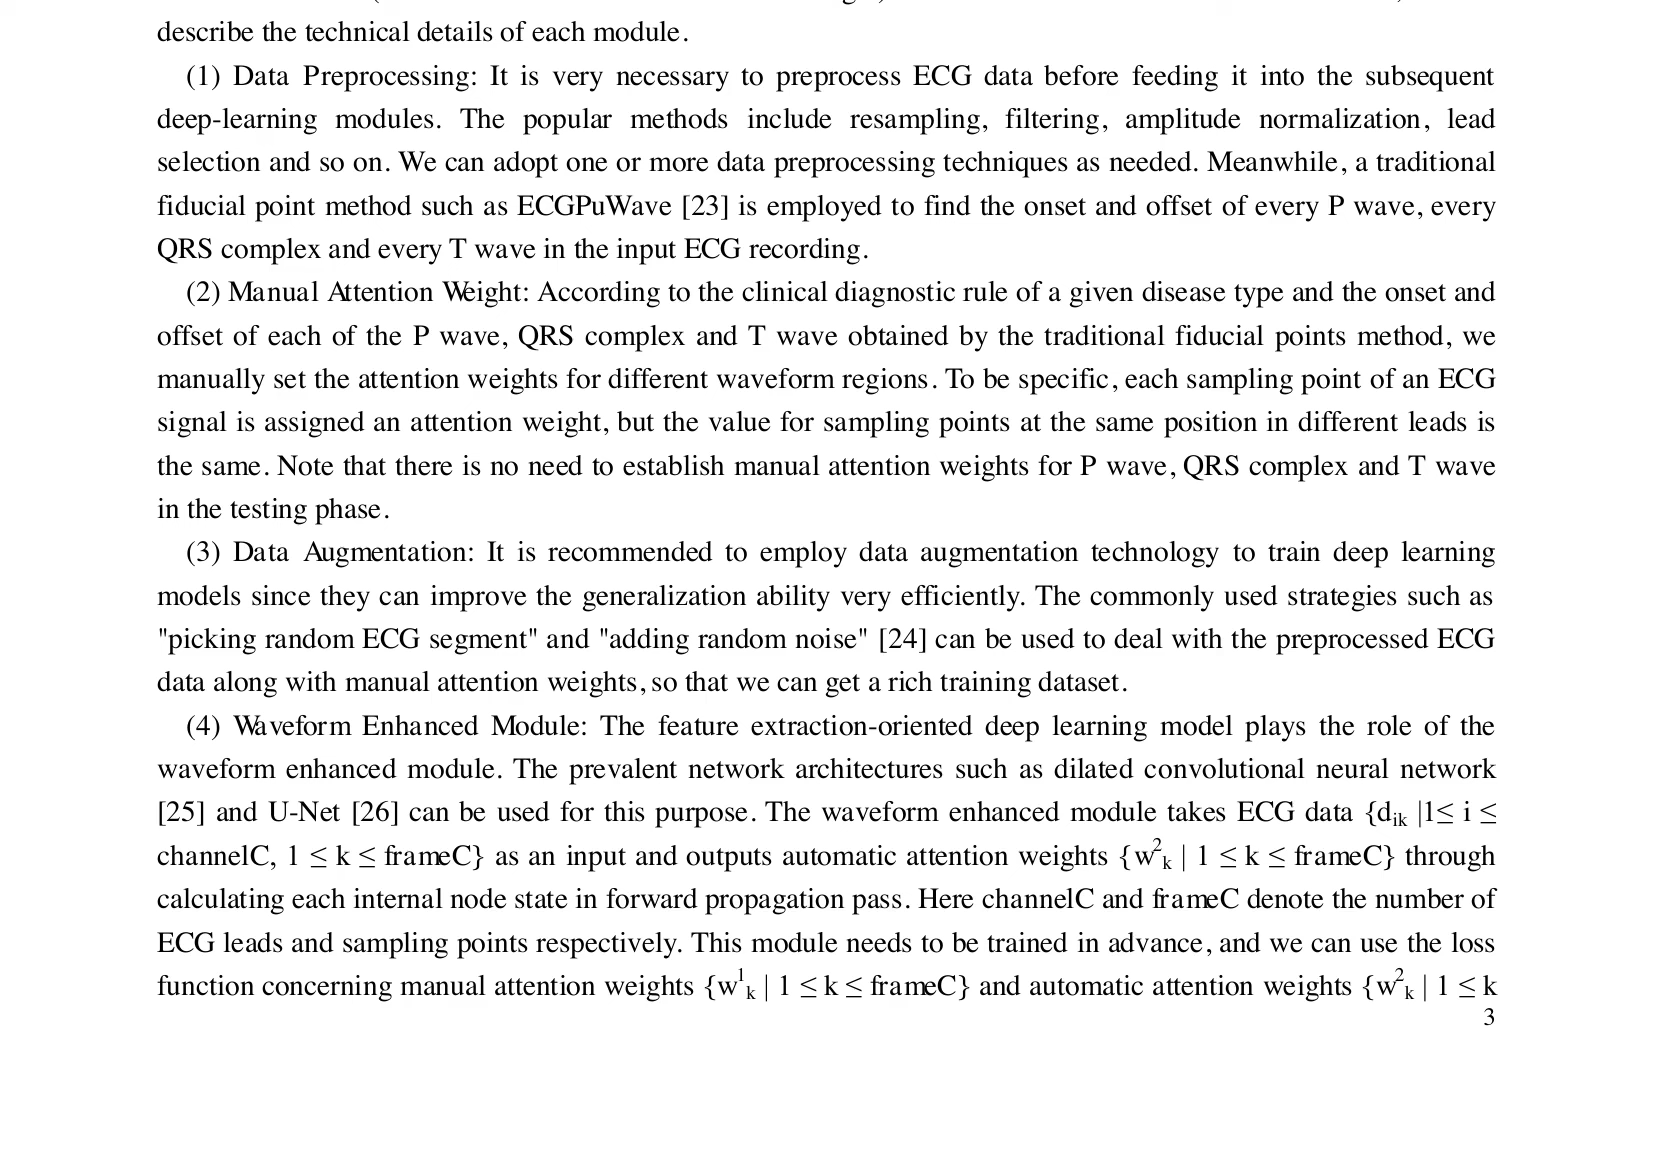 describe the technical details of each module.
(1) Data Preprocessing: It is very necessary to preprocess ECG data before feeding it into the subsequent
deep-learning modules. The popular methods include resampling, filtering, amplitude normalization, lead
selection and so on. We can adopt one or more data preprocessing techniques as needed. Meanwhile, a traditional
fiducial point method such as ECGPuWave [23] is employed to find the onset and offset of every P wave, every
QRS complex and every T wave in the input ECG recording.
(2) Manual Attention Weight: According to the clinical diagnostic rule of a given disease type and the onset and
offset of each of the P wave, QRS complex and T wave obtained by the traditional fiducial points method, we
manually set the attention weights for different waveform regions. To be specific, each sampling point of an ECG
signal is assigned an attention weight, but the value for sampling points at the same position in different leads is
the same. Note that there is no need to establish manual attention weights for P wave, QRS complex and T wave
in the testing phase.
(3) Data Augmentation: It is recommended to employ data augmentation technology to train deep learning
models since they can improve the generalization ability very efficiently. The commonly used strategies such as
"picking random ECG segment" and "adding random noise" [24] can be used to deal with the preprocessed ECG
data along with manual attention weights, so that we can get a rich training dataset.
(4) Waveform Enhanced Module: The feature extraction-oriented deep learning model plays the role of the
waveform enhanced module. The prevalent network architectures such as dilated convolutional neural network
[25] and U-Net [26] can be used for this purpose. The waveform enhanced module takes ECG data {d_ik |1≤ i ≤
channelC, 1 ≤ k ≤ frameC} as an input and outputs automatic attention weights {w^2_k | 1 ≤ k ≤ frameC} through
calculating each internal node state in forward propagation pass. Here channelC and frameC denote the number of
ECG leads and sampling points respectively. This module needs to be trained in advance, and we can use the loss
function concerning manual attention weights {w^1_k | 1 ≤ k ≤ frameC} and automatic attention weights {w^2_k | 1 ≤ k
3